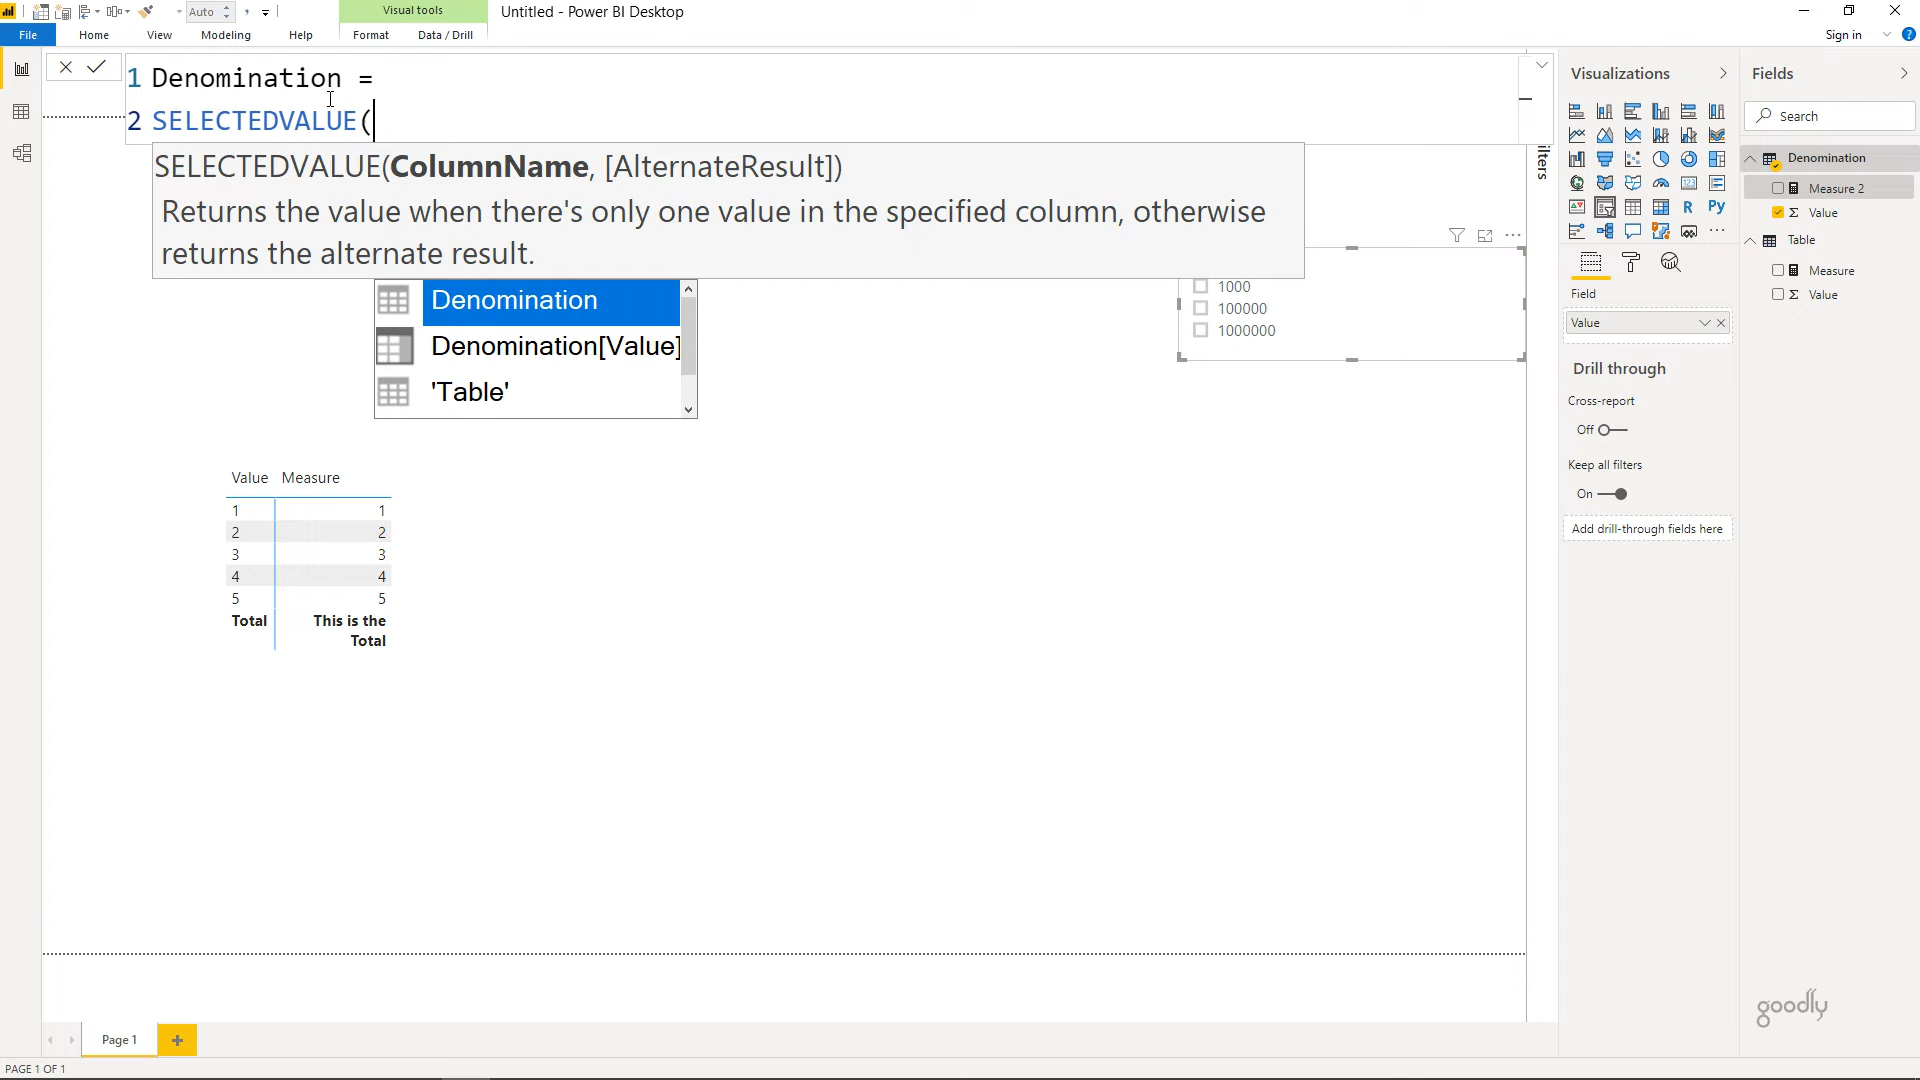 Auto
Visual tools
Untitled - Power BI Desktop
File
Home
View
Modeling
Help
Format
Data / Drill
Sign in
?
1 Denomination =
2 SELECTEDVALUE(
SELECTEDVALUE(ColumnName, [AlternateResult])
Returns the value when there's only one value in the specified column, otherwise
returns the alternate result.
Denomination
Denomination[Value]
'Table'
1000
100000
1000000
Value Measure
1 1
2 2
3 3
4 4
5 5
Total This is the
Total
Filters
Visualizations
R
Py
Field
Value
Drill through
Cross-report
Off
Keep all filters
On
Add drill-through fields here
Fields
Search
Denomination
Measure 2
Value
Table
Measure
Value
goodly
Page 1
PAGE 1 OF 1